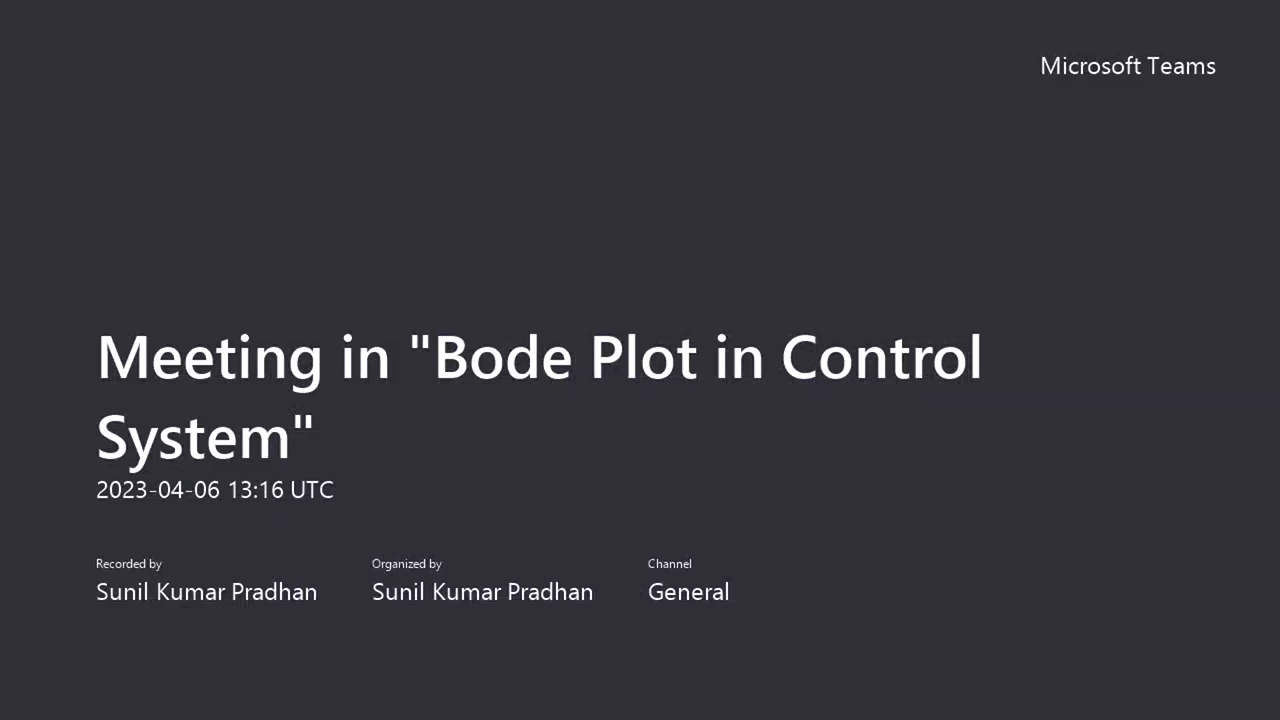 Microsoft Teams
Meeting in "Bode Plot in Control
System"
2023-04-06 13:16 UTC
Recorded by
Sunil Kumar Pradhan
Organized by
Sunil Kumar Pradhan
Channel
General